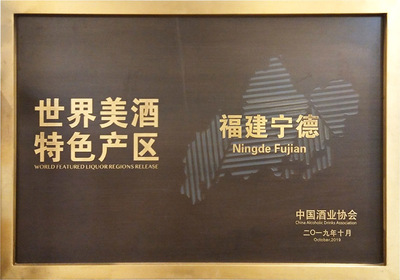 世界美酒
特色产区
WORLD FEATURED LIQUOR REGIONS RELEASE
福建宁德
Ningde Fujian
中国酒业协会
China Alcoholic Drinks Association
二〇一九年十月
October.2019